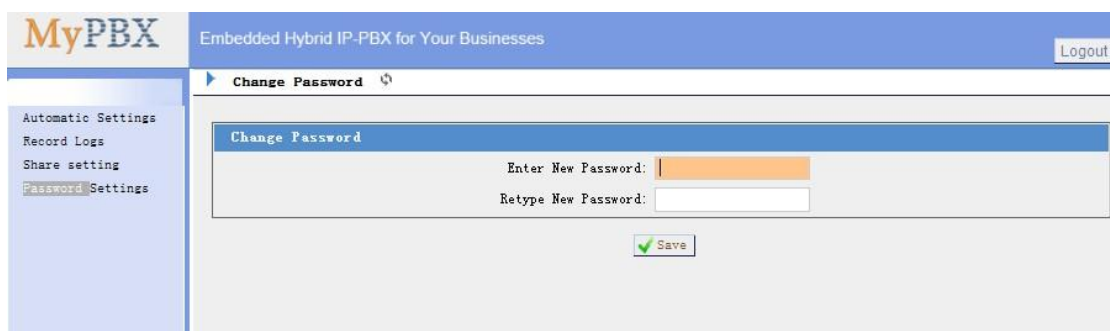 MyPBX
Embedded Hybrid IP-PBX for Your Businesses
Logout
Change Password
Automatic Settings
Record Logs
Share setting
Password Settings
Change Password
Enter New Password:
Retype New Password:
Save